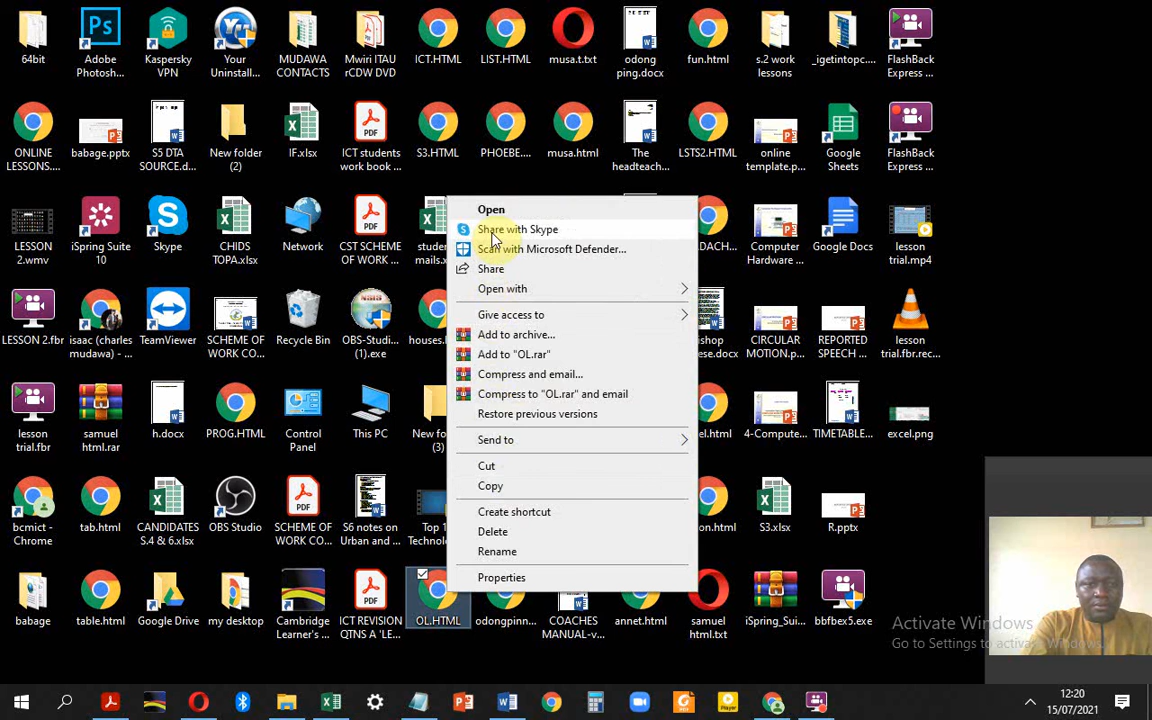 64bit
Adobe
Photosh...
Kaspersky
VPN
Your
Uninstall...
MUDAWA
CONTACTS
Mwiri ITAU
rCDW DVD
ICT.HTML
LIST.HTML
musa.t.txt
odong
ping.docx
fun.html
s.2 work
lessons
_igetintopc....
FlashBack
Express ...
ONLINE
LESSONS....
babage.pptx
S5 DTA
SOURCE.d...
New folder
(2)
IF.xlsx
ICT students
work book ...
S3.HTML
PHOEBE....
musa.html
The
headteach...
LSTS2.HTML
online
template.p...
Google
Sheets
FlashBack
Express ...
LESSON
2.wmv
iSpring Suite
10
Skype
CHIDS
TOPA.xlsx
Network
CST SCHEME
OF WORK ...
Computer
Hardware ...
Google Docs
lesson
trial.mp4
LESSON 2.fbr
isaac (charles
mudawa) - ...
TeamViewer
SCHEME OF
WORK CO...
Recycle Bin
OBS-Studi...
(1).exe
CIRCULAR
MOTION.p...
REPORTED
SPEECH ...
lesson
trial.fbr.rec...
lesson
trial.fbr
samuel
html.rar
h.docx
PROG.HTML
Control
Panel
This PC
4-Compute...
TIMETABLE...
excel.png
bcmict -
Chrome
tab.html
CANDIDATES
S.4 & 6.xlsx
OBS Studio
SCHEME OF
WORK CO...
S6 notes on
Urban and ...
S3.xlsx
R.pptx
babage
table.html
Google Drive
my desktop
Cambridge
Learner's ...
ICT REVISION
QTNS A 'LE...
OL.HTML
odongpinn...
COACHES
MANUAL-v...
annet.html
samuel
html.txt
iSpring_Sui...
bbfbex5.exe
Open
Share with Skype
Scan with Microsoft Defender...
Share
Open with
Give access to
Add to archive...
Add to "OL.rar"
Compress and email...
Compress to "OL.rar" and email
Restore previous versions
Send to
Cut
Copy
Create shortcut
Delete
Rename
Properties
Activate Windows
Go to Settings to activate Windows.
12:20
15/07/2021